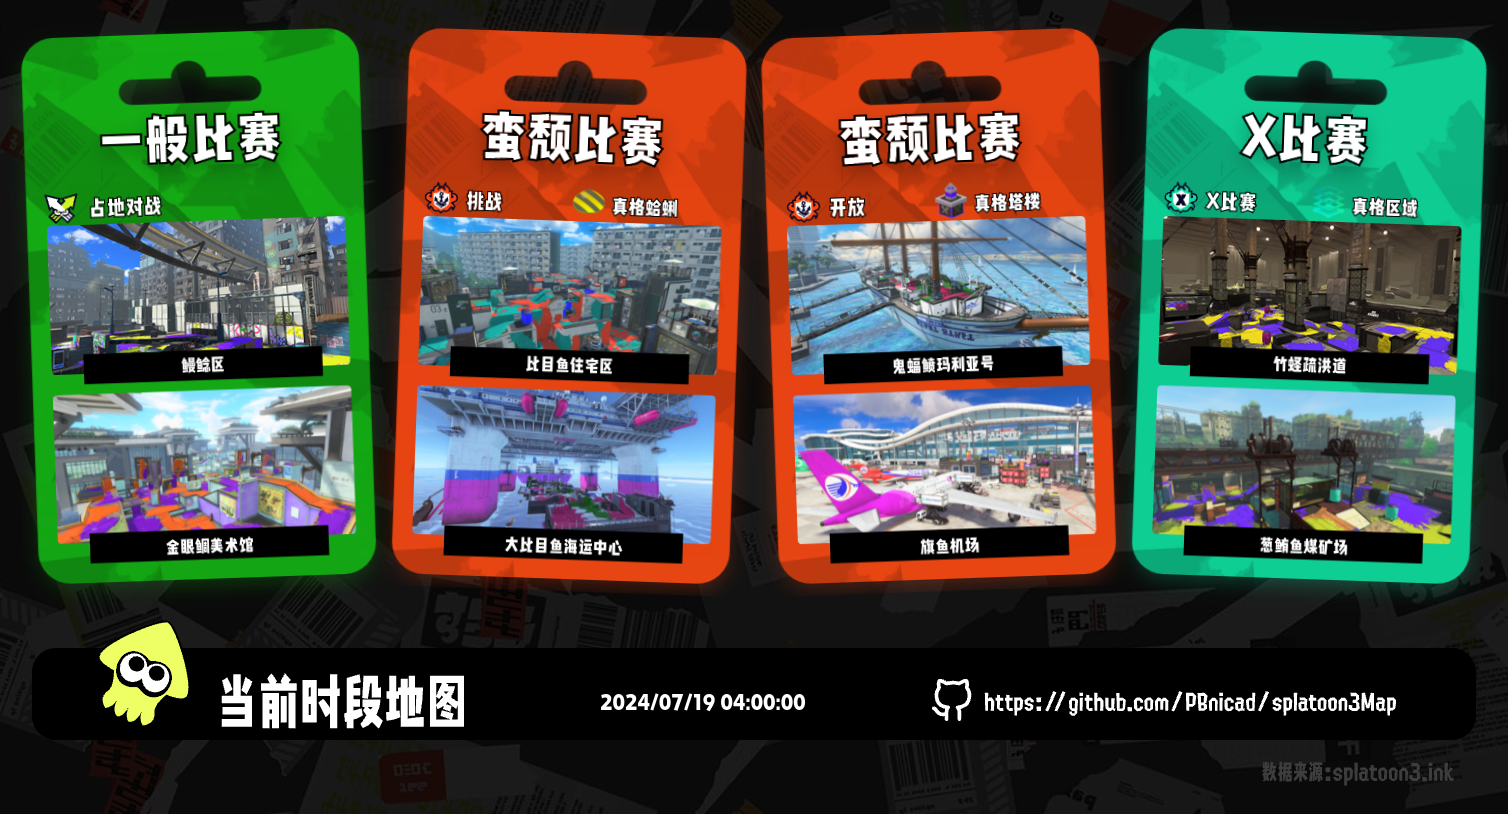 一般比赛
占地对战
鳗鲶区
金眼鲷美术馆
蛮颓比赛
挑战
真格蛤蜊
比目鱼住宅区
大比目鱼海运中心
蛮颓比赛
开放
真格塔楼
鬼蝠鲼玛利亚号
旗鱼机场
X比赛
X比赛
真格区域
竹蛏疏洪道
葱鲔鱼煤矿场
当前时段地图
2024/07/19 04:00:00
https://github.com/PBnicad/splatoon3Map
数据来源:splatoon3.ink